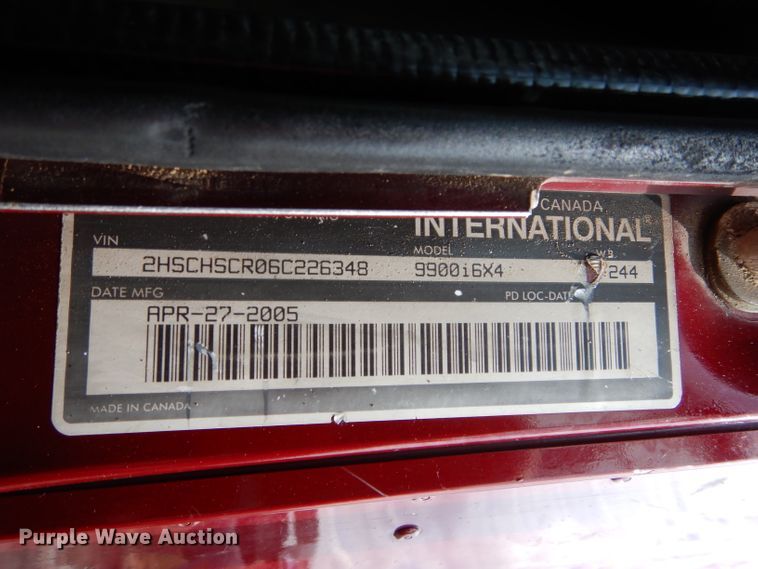 CANADA
INTERNATIONAL®
VIN MODEL W.B
2HSCHSCR06C226348 9900i6X4 244
DATE MFG PD LOC-DATE
APR-27-2005
MADE IN CANADA
Purple Wave Auction